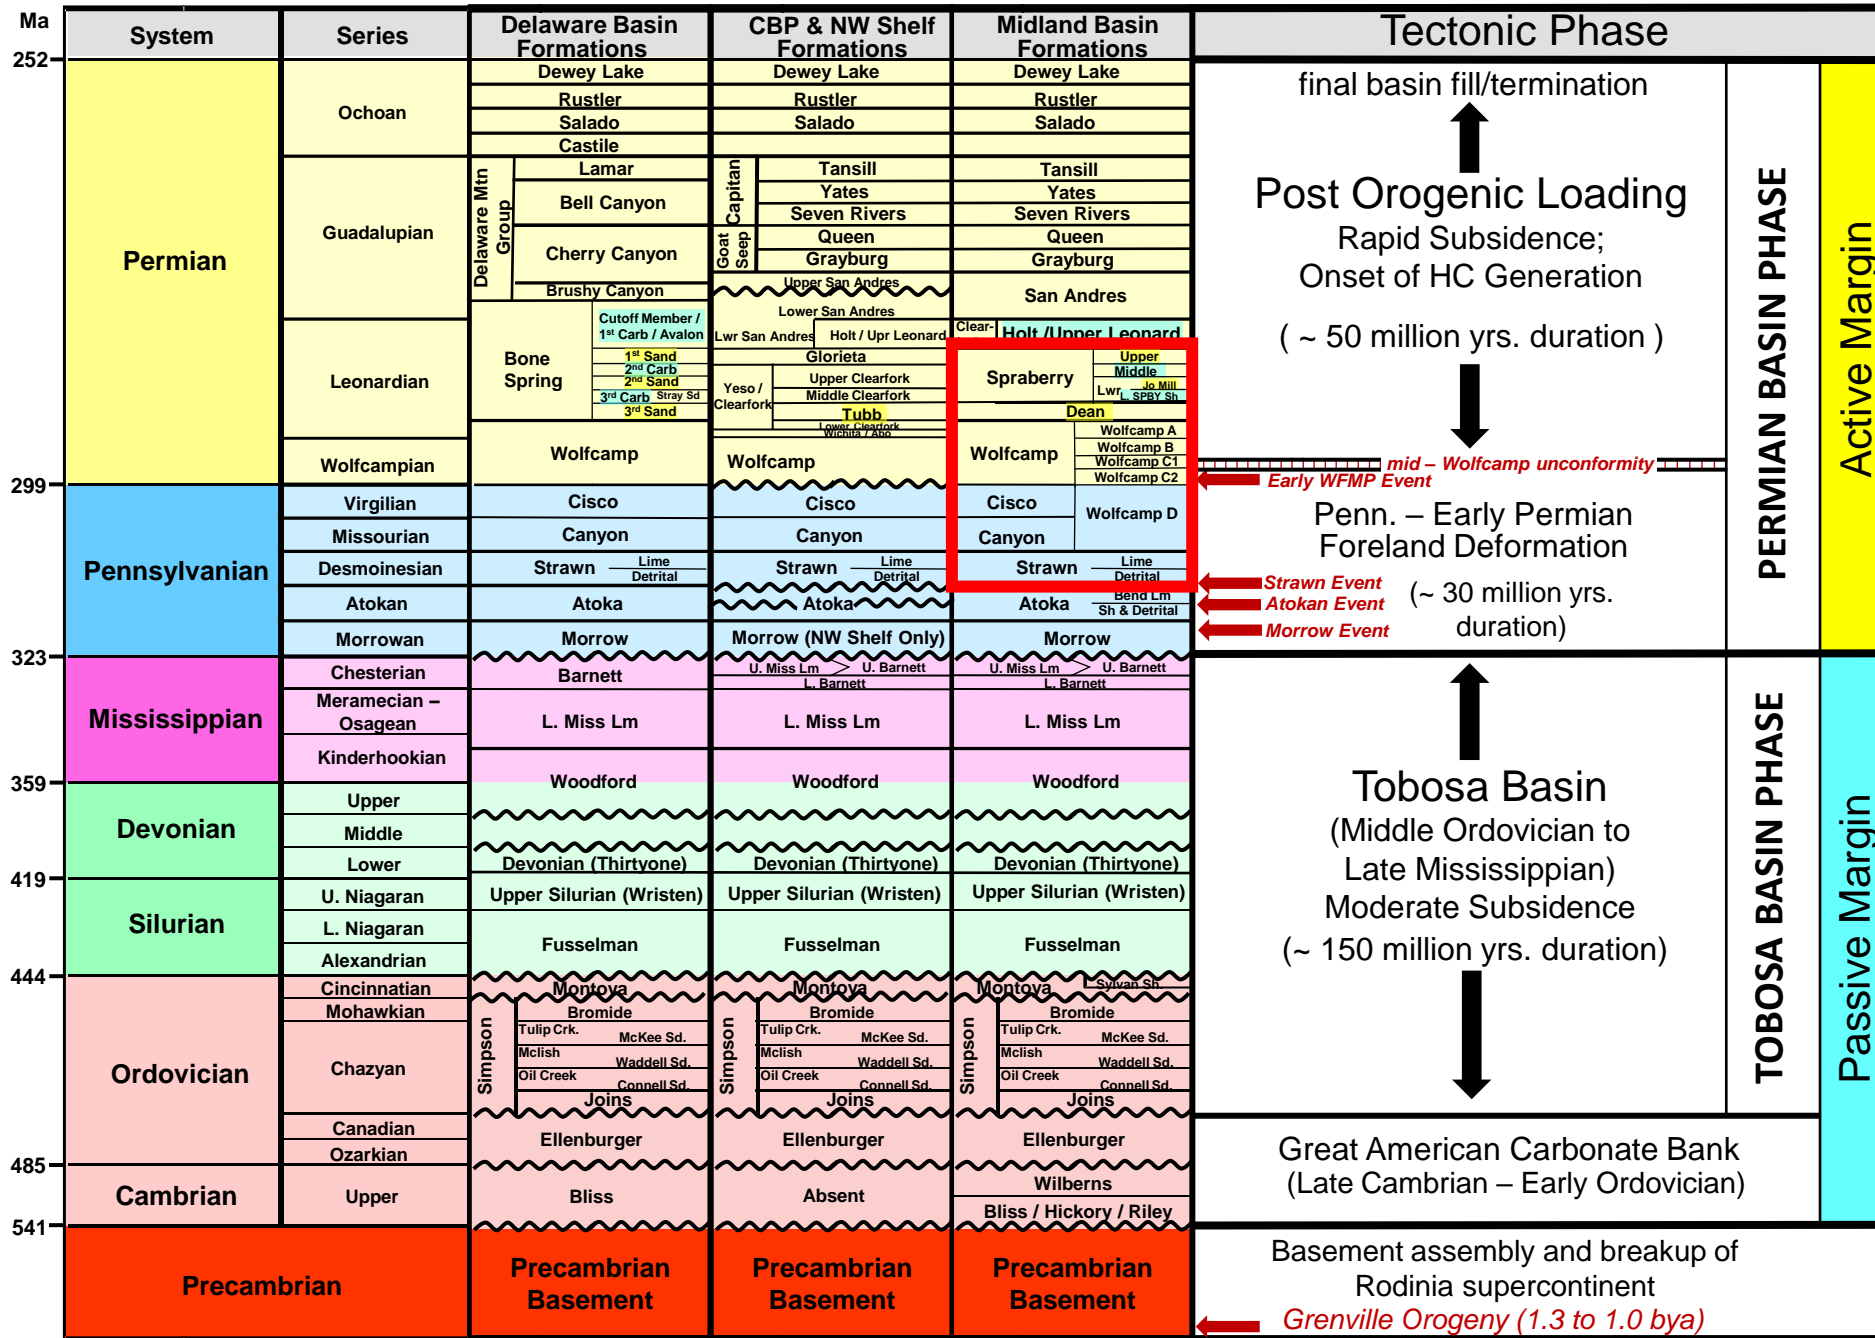 Ma
System
Series
Delaware Basin
Formations
CBP & NW Shelf
Formations
Midland Basin
Formations
Tectonic Phase
252
299
323
359
419
444
485
541
Permian
Pennsylvanian
Mississippian
Devonian
Silurian
Ordovician
Cambrian
Precambrian
Ochoan
Guadalupian
Leonardian
Wolfcampian
Virgilian
Missourian
Desmoinesian
Atokan
Morrowan
Chesterian
Meramecian –
Osagean
Kinderhookian
Upper
Middle
Lower
U. Niagaran
L. Niagaran
Alexandrian
Cincinnatian
Mohawkian
Chazyan
Canadian
Ozarkian
Upper
Dewey Lake
Rustler
Salado
Castile
Delaware Mtn
Group
Lamar
Bell Canyon
Cherry Canyon
Brushy Canyon
Bone
Spring
Cutoff Member /
1st Carb / Avalon
1st Sand
2nd Carb
2nd Sand
3rd Carb Stray Sd
3rd Sand
Wolfcamp
Cisco
Canyon
Strawn
Lime
Detrital
Atoka
Morrow
Barnett
L. Miss Lm
Woodford
Devonian (Thirtyone)
Upper Silurian (Wristen)
Fusselman
Montoya
Simpson
Bromide
Tulip Crk.
McKee Sd.
Mclish
Waddell Sd.
Oil Creek
Connell Sd.
Joins
Ellenburger
Bliss
Precambrian
Basement
Dewey Lake
Rustler
Salado
Capitan
Tansill
Yates
Seven Rivers
Goat
Seep
Queen
Grayburg
Upper San Andres
Lower San Andres
Lwr San Andres
Holt / Upr Leonard
Glorieta
Yeso /
Clearfork
Upper Clearfork
Middle Clearfork
Tubb
Lower Clearfork
Wichita / Abo
Wolfcamp
Cisco
Canyon
Strawn
Lime
Detrital
Atoka
Morrow (NW Shelf Only)
U. Miss Lm
U. Barnett
L. Barnett
L. Miss Lm
Woodford
Devonian (Thirtyone)
Upper Silurian (Wristen)
Fusselman
Montoya
Simpson
Bromide
Tulip Crk.
McKee Sd.
Mclish
Waddell Sd.
Oil Creek
Connell Sd.
Joins
Ellenburger
Absent
Precambrian
Basement
Dewey Lake
Rustler
Salado
Tansill
Yates
Seven Rivers
Queen
Grayburg
San Andres
Clear-
Holt /Upper Leonard
Spraberry
Upper
Middle
Lwr
Jo Mill
L. SPBY Sh
Dean
Wolfcamp
Wolfcamp A
Wolfcamp B
Wolfcamp C1
Wolfcamp C2
Cisco
Canyon
Wolfcamp D
Strawn
Lime
Detrital
Atoka
Bend Lm
Sh & Detrital
Morrow
U. Miss Lm
U. Barnett
L. Barnett
L. Miss Lm
Woodford
Devonian (Thirtyone)
Upper Silurian (Wristen)
Fusselman
Montoya
Sylvan Sh.
Simpson
Bromide
Tulip Crk.
McKee Sd.
Mclish
Waddell Sd.
Oil Creek
Connell Sd.
Joins
Ellenburger
Wilberns
Bliss / Hickory / Riley
Precambrian
Basement
final basin fill/termination
Post Orogenic Loading
Rapid Subsidence;
Onset of HC Generation
( ~ 50 million yrs. duration )
mid – Wolfcamp unconformity
Early WFMP Event
Penn. – Early Permian
Foreland Deformation
(~ 30 million yrs.
duration)
Strawn Event
Atokan Event
Morrow Event
Tobosa Basin
(Middle Ordovician to
Late Mississippian)
Moderate Subsidence
(~ 150 million yrs. duration)
Great American Carbonate Bank
(Late Cambrian – Early Ordovician)
Basement assembly and breakup of
Rodinia supercontinent
Grenville Orogeny (1.3 to 1.0 bya)
PERMIAN BASIN PHASE
TOBOSA BASIN PHASE
Active Margin
Passive Margin